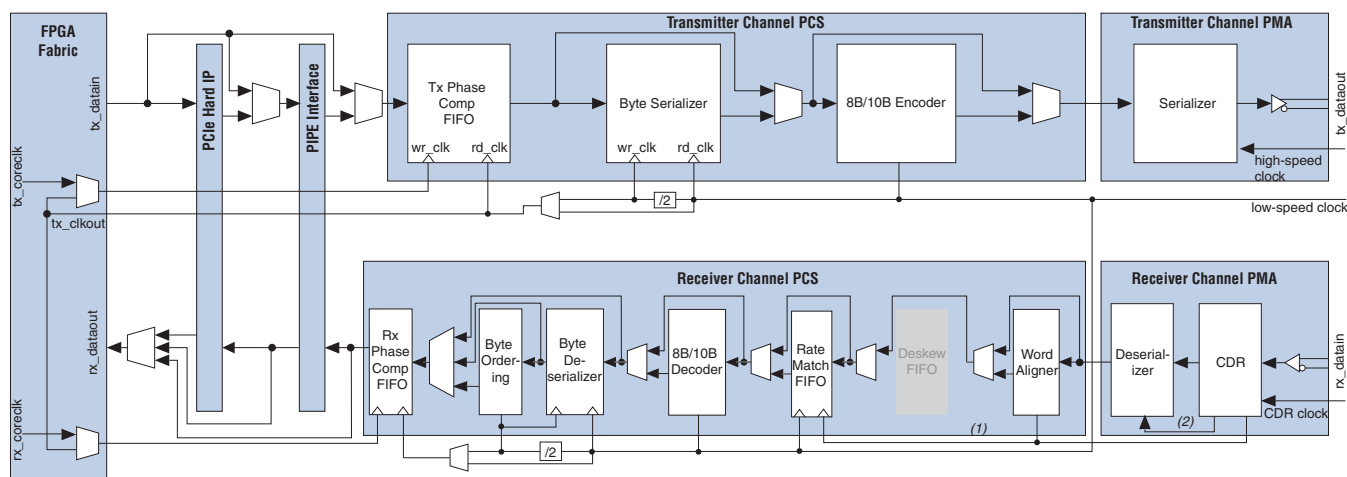 FPGA
Fabric
Transmitter Channel PCS
Transmitter Channel PMA
tx_datain
PCIe Hard IP
PIPE Interface
Tx Phase
Comp
FIFO
wr_clk
rd_clk
Byte Serializer
wr_clk
rd_clk
8B/10B Encoder
Serializer
tx_dataout
high-speed
clock
tx_coreclk
/2
low-speed clock
tx_clkout
Receiver Channel PCS
Receiver Channel PMA
rx_dataout
Rx
Phase
Comp
FIFO
Byte
Order-
ing
Byte
De-
serializer
8B/10B
Decoder
Rate
Match
FIFO
Deskew
FIFO
Word
Aligner
Deserial-
izer
CDR
rx_datain
CDR clock
(1)
(2)
rx_coreclk
/2